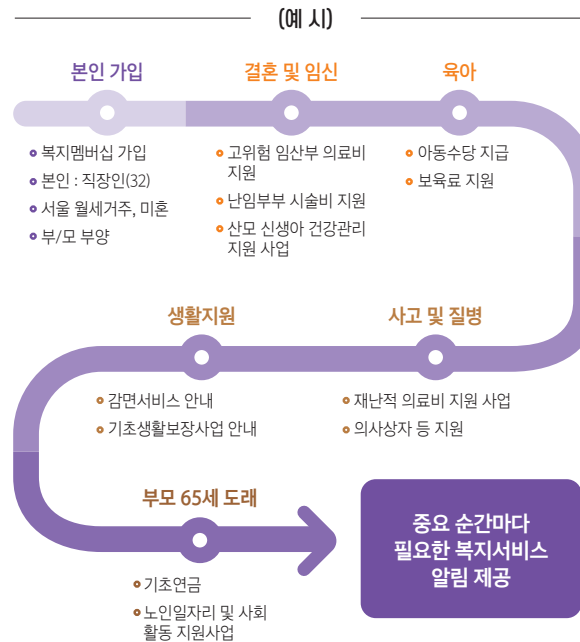 (예 시)
본인 가입
결혼 및 임신
육아
복지멤버십 가입
본인 : 직장인(32)
서울 월세거주, 미혼
부/모 부양
고위험 임산부 의료비
지원
난임부부 시술비 지원
산모 신생아 건강관리
지원 사업
아동수당 지급
보육료 지원
생활지원
사고 및 질병
감면서비스 안내
기초생활보장사업 안내
재난적 의료비 지원 사업
의사상자 등 지원
부모 65세 도래
기초연금
노인일자리 및 사회
활동 지원사업
중요 순간마다
필요한 복지서비스
알림 제공